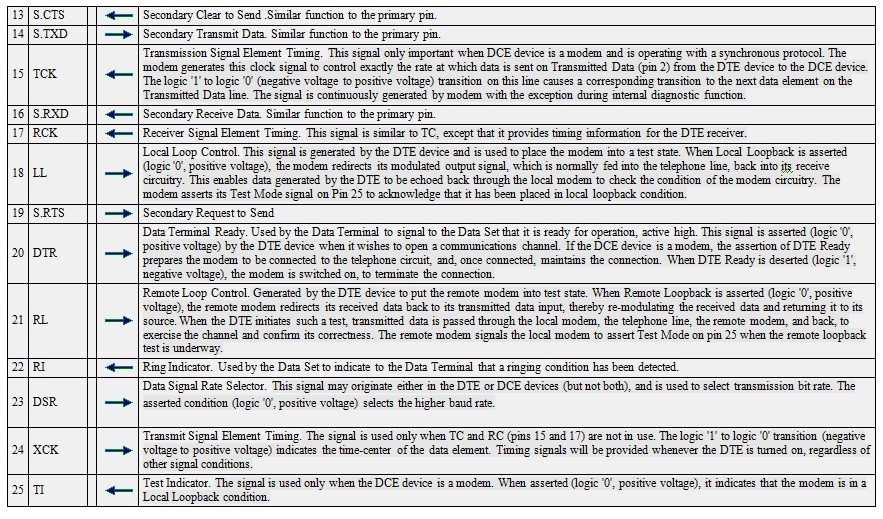 13 S.CTS Secondary Clear to Send .Similar function to the primary pin.
14 S.TXD Secondary Transmit Data. Similar function to the primary pin.
15 TCK Transmission Signal Element Timing. This signal only important when DCE device is a modem and is operating with a synchronous protocol. The
modem generates this clock signal to control exactly the rate at which data is sent on Transmitted Data (pin 2) from the DTE device to the DCE device.
The logic '1' to logic '0' (negative voltage to positive voltage) transition on this line causes a corresponding transition to the next data element on the
Transmitted Data line. The signal is continuously generated by modem with the exception during internal diagnostic function.
16 S.RXD Secondary Receive Data. Similar function to the primary pin.
17 RCK Receiver Signal Element Timing. This signal is similar to TC, except that it provides timing information for the DTE receiver.
18 LL Local Loop Control. This signal is generated by the DTE device and is used to place the modem into a test state. When Local Loopback is asserted
(logic '0', positive voltage), the modem redirects its modulated output signal, which is normally fed into the telephone line, back into its receive
circuitry. This enables data generated by the DTE to be echoed back through the local modem to check the condition of the modem circuitry. The
modem asserts its Test Mode signal on Pin 25 to acknowledge that it has been placed in local loopback condition.
19 S.RTS Secondary Request to Send
20 DTR Data Terminal Ready. Used by the Data Terminal to signal to the Data Set that it is ready for operation, active high. This signal is asserted (logic '0',
positive voltage) by the DTE device when it wishes to open a communications channel. If the DCE device is a modem, the assertion of DTE Ready
prepares the modem to be connected to the telephone circuit, and, once connected, maintains the connection. When DTE Ready is deserted (logic '1',
negative voltage), the modem is switched on, to terminate the connection.
21 RL Remote Loop Control. Generated by the DTE device to put the remote modem into test state. When Remote Loopback is asserted (logic '0', positive
voltage), the remote modem redirects its received data back to its transmitted data input, thereby re-modulating the received data and returning it to its
source. When the DTE initiates such a test, transmitted data is passed through the local modem, the telephone line, the remote modem, and back, to
exercise the channel and confirm its correctness. The remote modem signals the local modem to assert Test Mode on pin 25 when the remote loopback
test is underway.
22 RI Ring Indicator. Used by the Data Set to indicate to the Data Terminal that a ringing condition has been detected.
23 DSR Data Signal Rate Selector. This signal may originate either in the DTE or DCE devices (but not both), and is used to select transmission bit rate. The
asserted condition (logic '0', positive voltage) selects the higher baud rate.
24 XCK Transmit Signal Element Timing. The signal is used only when TC and RC (pins 15 and 17) are not in use. The logic '1' to logic '0' transition (negative
voltage to positive voltage) indicates the time-center of the data element. Timing signals will be provided whenever the DTE is turned on, regardless of
other signal conditions.
25 TI Test Indicator. The signal is used only when the DCE device is a modem. When asserted (logic '0', positive voltage), it indicates that the modem is in a
Local Loopback condition.